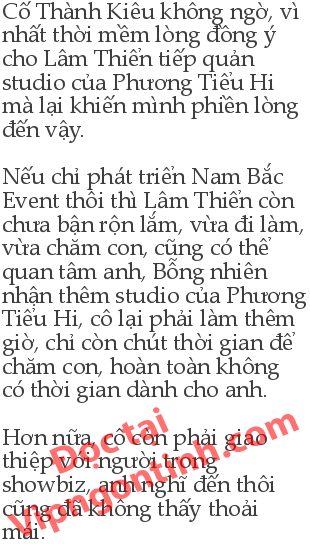 Cố Thành Kiêu không ngờ, vì
nhất thời mềm lòng đồng ý
cho Lâm Thiển tiếp quản
studio của Phương Tiểu Hi
mà lại khiến mình phiền lòng
đến vậy.
Nếu chỉ phát triển Nam Bắc
Event thôi thì Lâm Thiển còn
chưa bận rộn lắm, vừa đi làm,
vừa chăm con, cũng có thể
quan tâm anh, Bỗng nhiên
nhận thêm studio của Phương
Tiểu Hi, cô lại phải làm thêm
giờ, chỉ còn chút thời gian để
chăm con, hoàn toàn không
có thời gian dành cho anh.
Hơn nữa, cô còn phải giao
thiệp với người trong
showbiz, anh nghĩ đến thôi
cũng đã không thấy thoải
mái.
Đọc tại
Vipngontinh.com